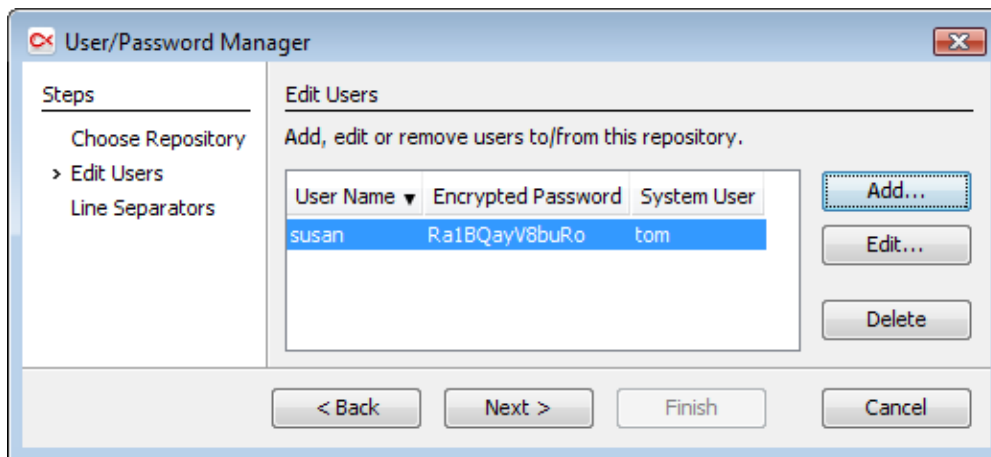 User/Password Manager
Steps
Choose Repository
Edit Users
Line Separators
Edit Users
Add, edit or remove users to/from this repository.
User Name Encrypted Password System User
susan Ra1BQayV8buRo tom
Add...
Edit...
Delete
< Back Next > Finish Cancel